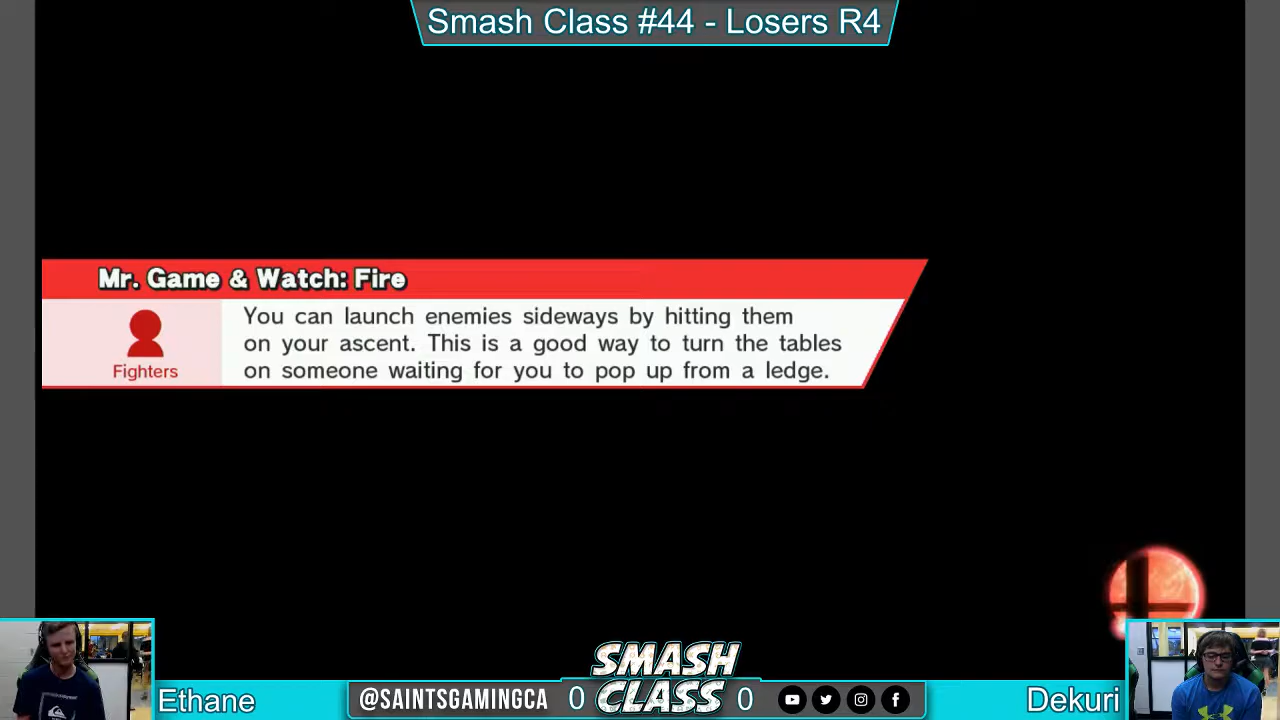 Smash Class #44 - Losers R4
Mr. Game & Watch: Fire
You can launch enemies sideways by hitting them
on your ascent. This is a good way to turn the tables
on someone waiting for you to pop up from a ledge.
Fighters
Ethane
@SAINTSGAMINGCA
0
SMASH
CLASS
0
Dekuri